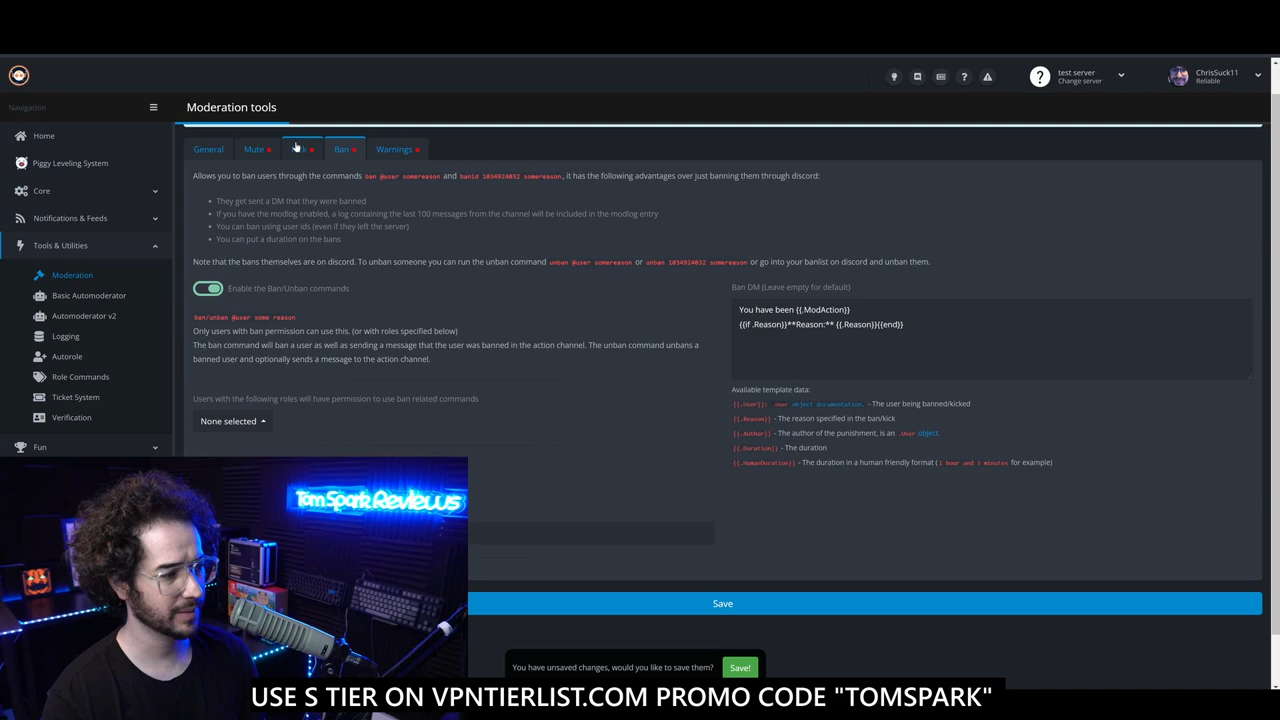 test server
Change server
ChrisSuck11
Reliable
Navigation
Moderation tools
Home
Piggy Leveling System
Core
Notifications & Feeds
Tools & Utilities
Moderation
Basic Automoderator
Automoderator v2
Logging
Autorole
Role Commands
Ticket System
Verification
Fun
General
Mute
Ban
Warnings
Allows you to ban users through the commands ban @user somereason and banid 1034924032 somereason, it has the following advantages over just banning them through discord:
They get sent a DM that they were banned
If you have the modlog enabled, a log containing the last 100 messages from the channel will be included in the modlog entry
You can ban using user ids (even if they left the server)
You can put a duration on the bans
Note that the bans themselves are on discord. To unban someone you can run the unban command unban @user somereason or unban 1034924032 somereason or go into your banlist on discord and unban them.
Enable the Ban/Unban commands
ban/unban @user some reason
Only users with ban permission can use this. (or with roles specified below)
The ban command will ban a user as well as sending a message that the user was banned in the action channel. The unban command unbans a
banned user and optionally sends a message to the action channel.
Users with the following roles will have permission to use ban related commands
None selected
Ban DM (Leave empty for default)
You have been {{.ModAction}}
{{if .Reason}}**Reason:** {{.Reason}}{{end}}
Available template data:
{{.User}}: .User object documentation. - The user being banned/kicked
{{.Reason}} - The reason specified in the ban/kick
{{.Author}} - The author of the punishment, is an .User object.
{{.Duration}} - The duration
{{.HumanDuration}} - The duration in a human friendly format (1 hour and 3 minutes for example)
Save
You have unsaved changes, would you like to save them? Save!
Tom Spark Reviews
USE S TIER ON VPNTIERLIST.COM PROMO CODE "TOMSPARK"